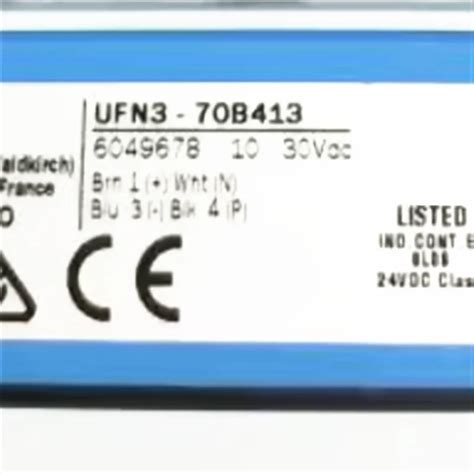 UFN3 - 70B413
6049678 10 30Vdc
aldkirch) Brn 1 (+) Wht (N)
France Blu 3 (-) Blk 4 (P)
O
CE
LISTED
IND. CONT E
24VDC Clas